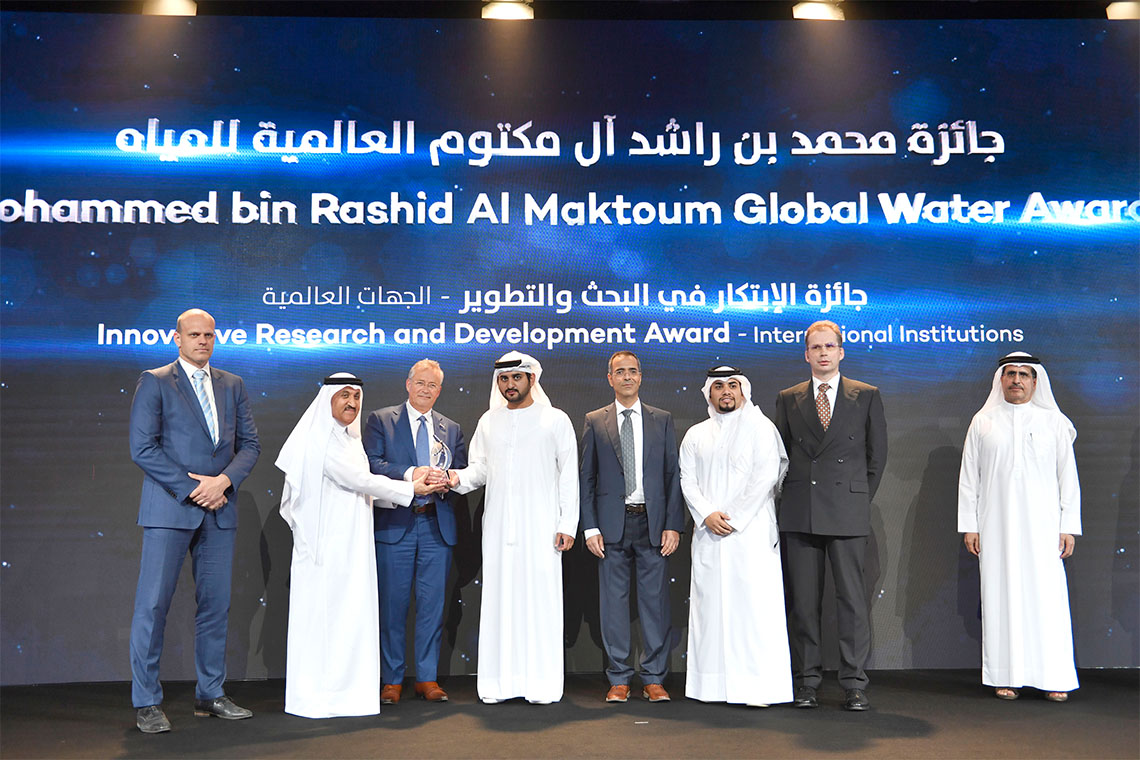 جائزة محمد بن راشد آل مكتوم العالمية للمياه
ohammed bin Rashid Al Maktoum Global Water Awar
جائزة الإبتكار في البحث والتطوير - الجهات العالمية
Innovative Research and Development Award - International Institutions